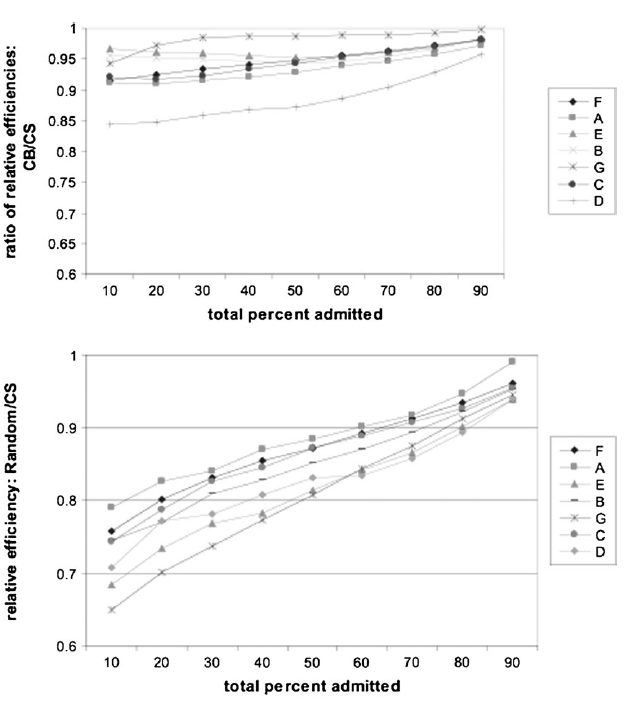 ratio of relative efficiencies:
CB/CS
1
0.95
0.9
0.85
0.8
0.75
0.7
0.65
0.6
10 20 30 40 50 60 70 80 90
total percent admitted
F
A
E
B
G
C
D
relative efficiency: Random/CS
1
0.9
0.8
0.7
0.6
10 20 30 40 50 60 70 80 90
total percent admitted
F
A
E
B
G
C
D